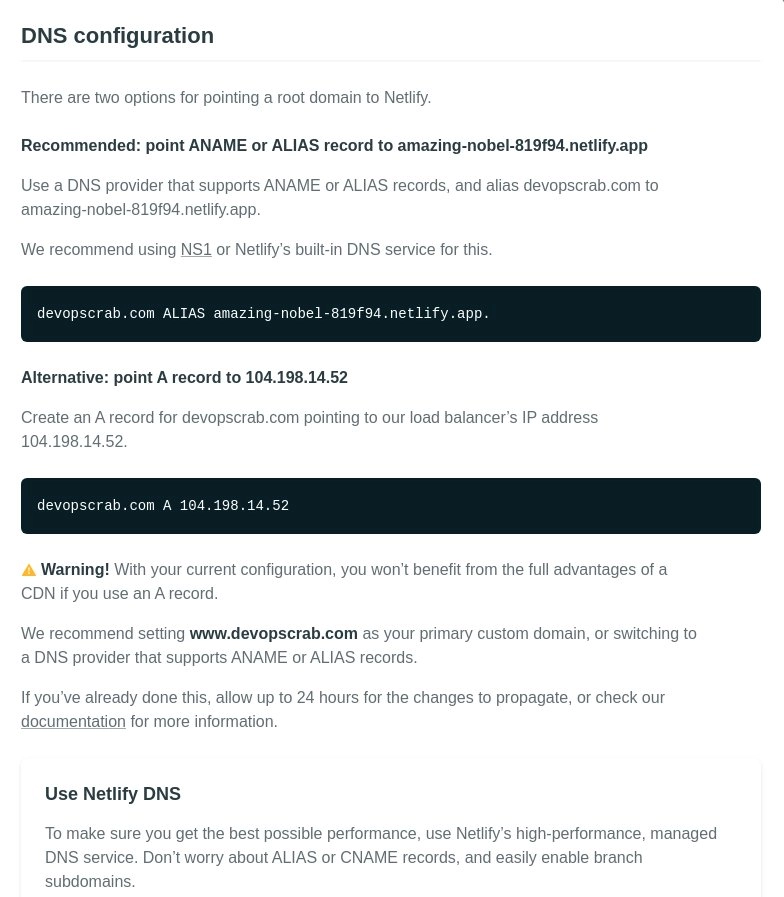 DNS configuration
There are two options for pointing a root domain to Netlify.
Recommended: point ANAME or ALIAS record to amazing-nobel-819f94.netlify.app
Use a DNS provider that supports ANAME or ALIAS records, and alias devopscrab.com to
amazing-nobel-819f94.netlify.app.
We recommend using NS1 or Netlify’s built-in DNS service for this.
devopscrab.com ALIAS amazing-nobel-819f94.netlify.app.
Alternative: point A record to 104.198.14.52
Create an A record for devopscrab.com pointing to our load balancer’s IP address
104.198.14.52.
devopscrab.com A 104.198.14.52
Warning! With your current configuration, you won’t benefit from the full advantages of a
CDN if you use an A record.
We recommend setting www.devopscrab.com as your primary custom domain, or switching to
a DNS provider that supports ANAME or ALIAS records.
If you’ve already done this, allow up to 24 hours for the changes to propagate, or check our
documentation for more information.
Use Netlify DNS
To make sure you get the best possible performance, use Netlify’s high-performance, managed
DNS service. Don’t worry about ALIAS or CNAME records, and easily enable branch
subdomains.